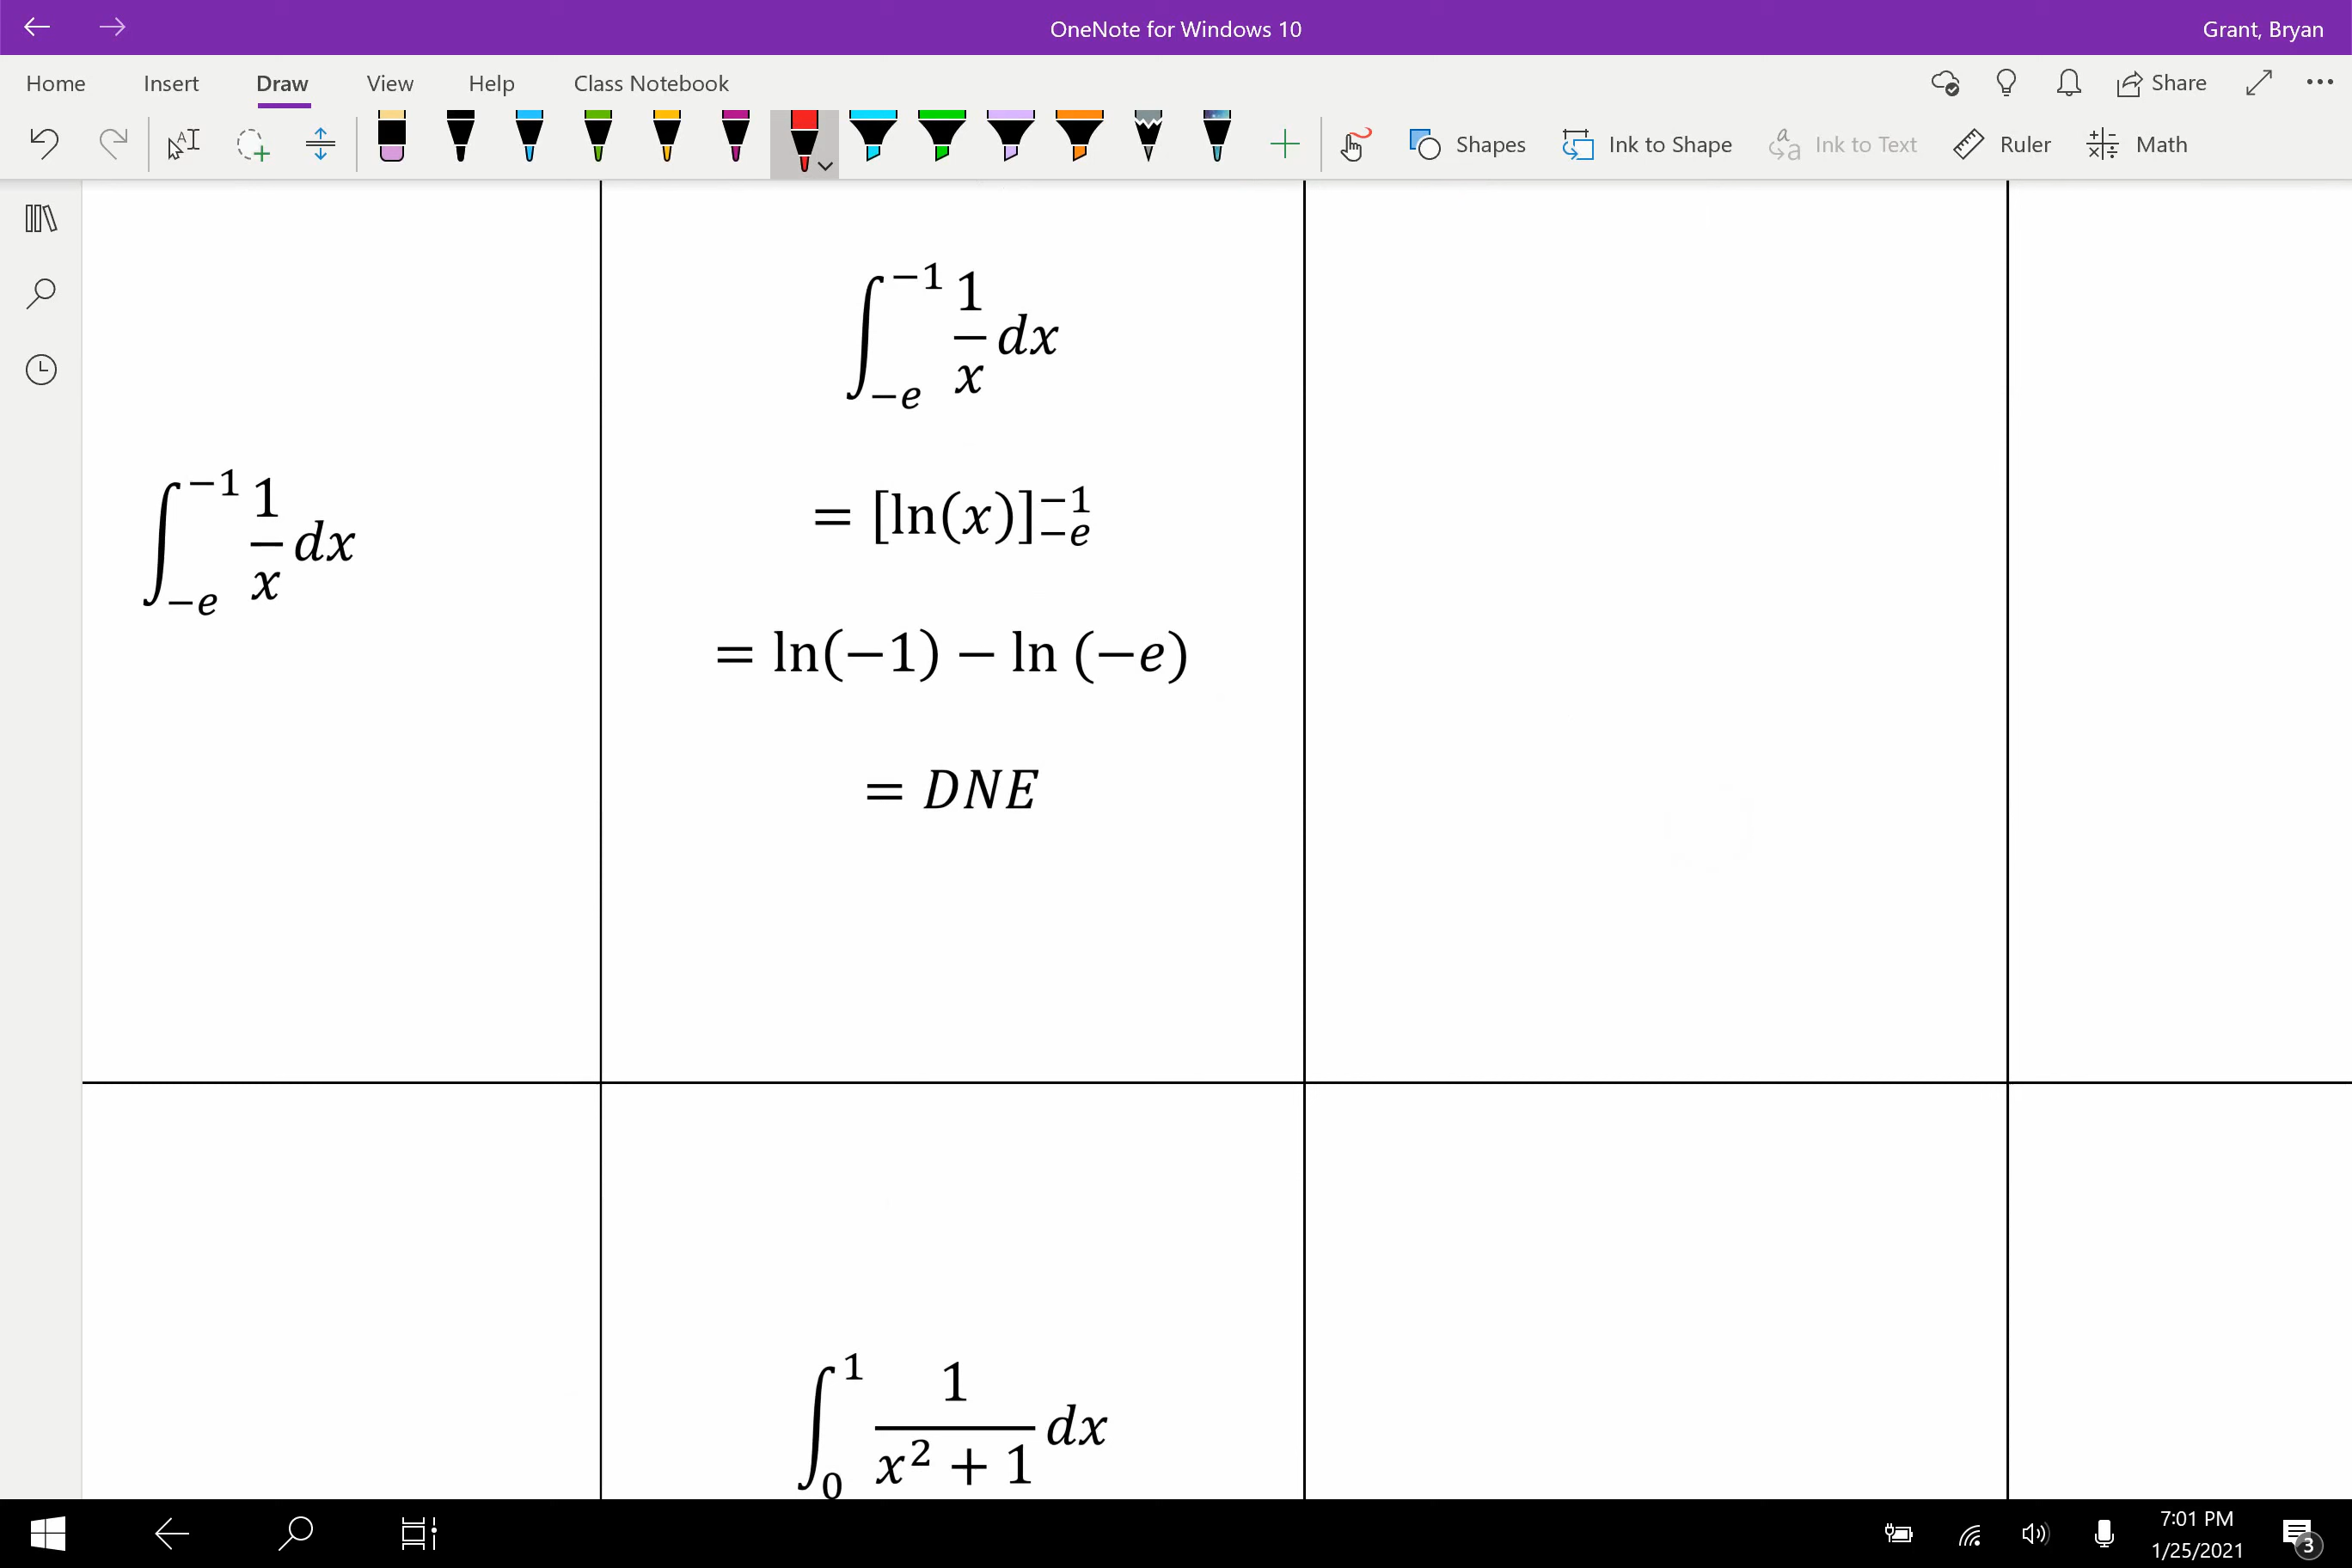 OneNote for Windows 10
Grant, Bryan
Home Insert Draw View Help Class Notebook Share
Shapes Ink to Shape Ink to Text Ruler Math
∫_{-e}^{-1} 1/x dx
∫_{-e}^{-1} 1/x dx
= [ln(x)]_{-e}^{-1}
= ln(−1) − ln (−e)
= DNE
∫_0^1 1/(x² + 1) dx
7:01 PM
1/25/2021
3